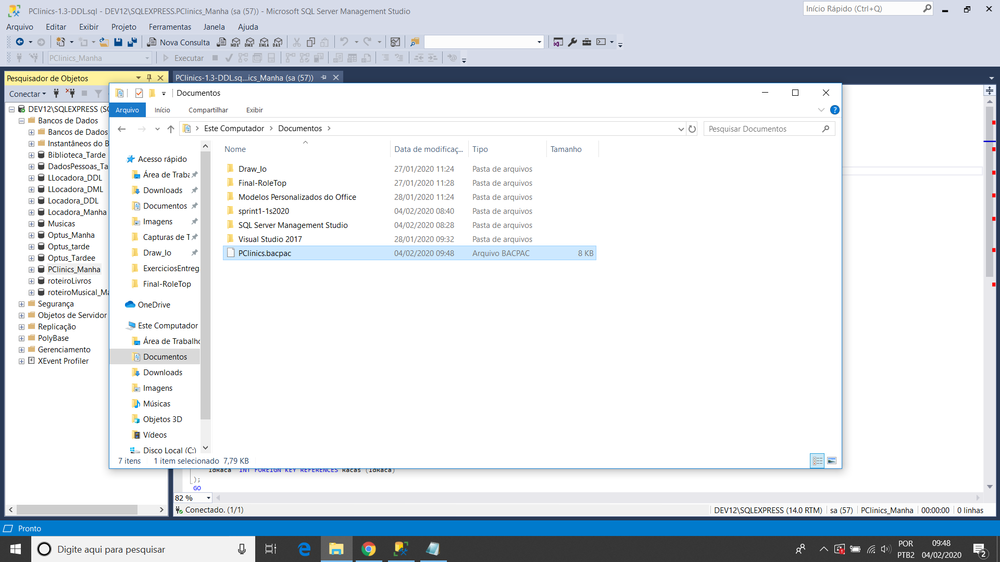 PClinics-1.3-DDL.sql - DEV12\SQLEXPRESS.PClinics_Manha (sa (57)) - Microsoft SQL Server Management Studio
Início Rápido (Ctrl+Q)
Arquivo Editar Exibir Projeto Ferramentas Janela Ajuda
Nova Consulta MDX DMX XMLA DAX
PClinics_Manha Executar
Pesquisador de Objetos
PClinics-1.3-DDL.sq...ics_Manha (sa (57))
Conectar
DEV12\SQLEXPRESS (SQ
Bancos de Dados
Bancos de Dados
Instantâneos do B
Biblioteca_Tarde
DadosPessoas_Ta
LLocadora_DDL
LLocadora_DML
Locadora_DDL
Locadora_Manha
Musicas
Optus_Manha
Optus_tarde
Optus_Tardee
PClinics_Manha
roteiroLivros
roteiroMusical_Ma
Segurança
Objetos de Servidor
Replicação
PolyBase
Gerenciamento
XEvent Profiler
Documentos
Arquivo Início Compartilhar Exibir
Este Computador Documentos
Pesquisar Documentos
Acesso rápido
Área de Traba
Downloads
Documentos
Imagens
Capturas de T
Draw_Io
ExerciciosEntreg
Final-RoleTop
OneDrive
Este Computador
Área de Trabalho
Documentos
Downloads
Imagens
Músicas
Objetos 3D
Vídeos
Disco Local (C:)
Nome Data de modificaç... Tipo Tamanho
Draw_Io 27/01/2020 11:24 Pasta de arquivos
Final-RoleTop 27/01/2020 11:28 Pasta de arquivos
Modelos Personalizados do Office 28/01/2020 11:24 Pasta de arquivos
sprint1-1s2020 04/02/2020 08:40 Pasta de arquivos
SQL Server Management Studio 04/02/2020 08:28 Pasta de arquivos
Visual Studio 2017 28/01/2020 09:32 Pasta de arquivos
PClinics.bacpac 04/02/2020 09:48 Arquivo BACPAC 8 KB
7 itens 1 item selecionado 7,79 KB
IdRaca INT FOREIGN KEY REFERENCES Racas (IdRaca)
);
GO
82 %
Conectado. (1/1)
DEV12\SQLEXPRESS (14.0 RTM) sa (57) PClinics_Manha 00:00:00 0 linhas
Pronto
Digite aqui para pesquisar
POR
PTB2
09:48
04/02/2020
2